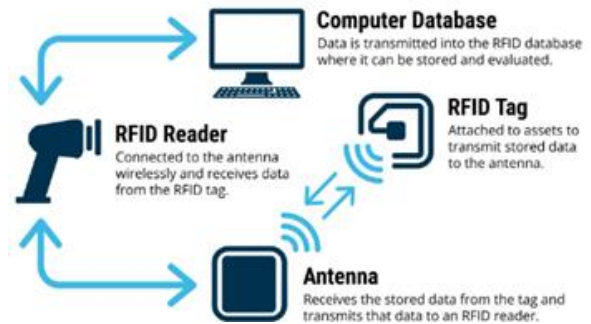 Computer Database
Data is transmitted into the RFID database
where it can be stored and evaluated.
RFID Tag
Attached to assets to
transmit stored data
to the antenna.
RFID Reader
Connected to the antenna
wirelessly and receives data
from the RFID tag.
Antenna
Receives the stored data from the tag and
transmits that data to an RFID reader.